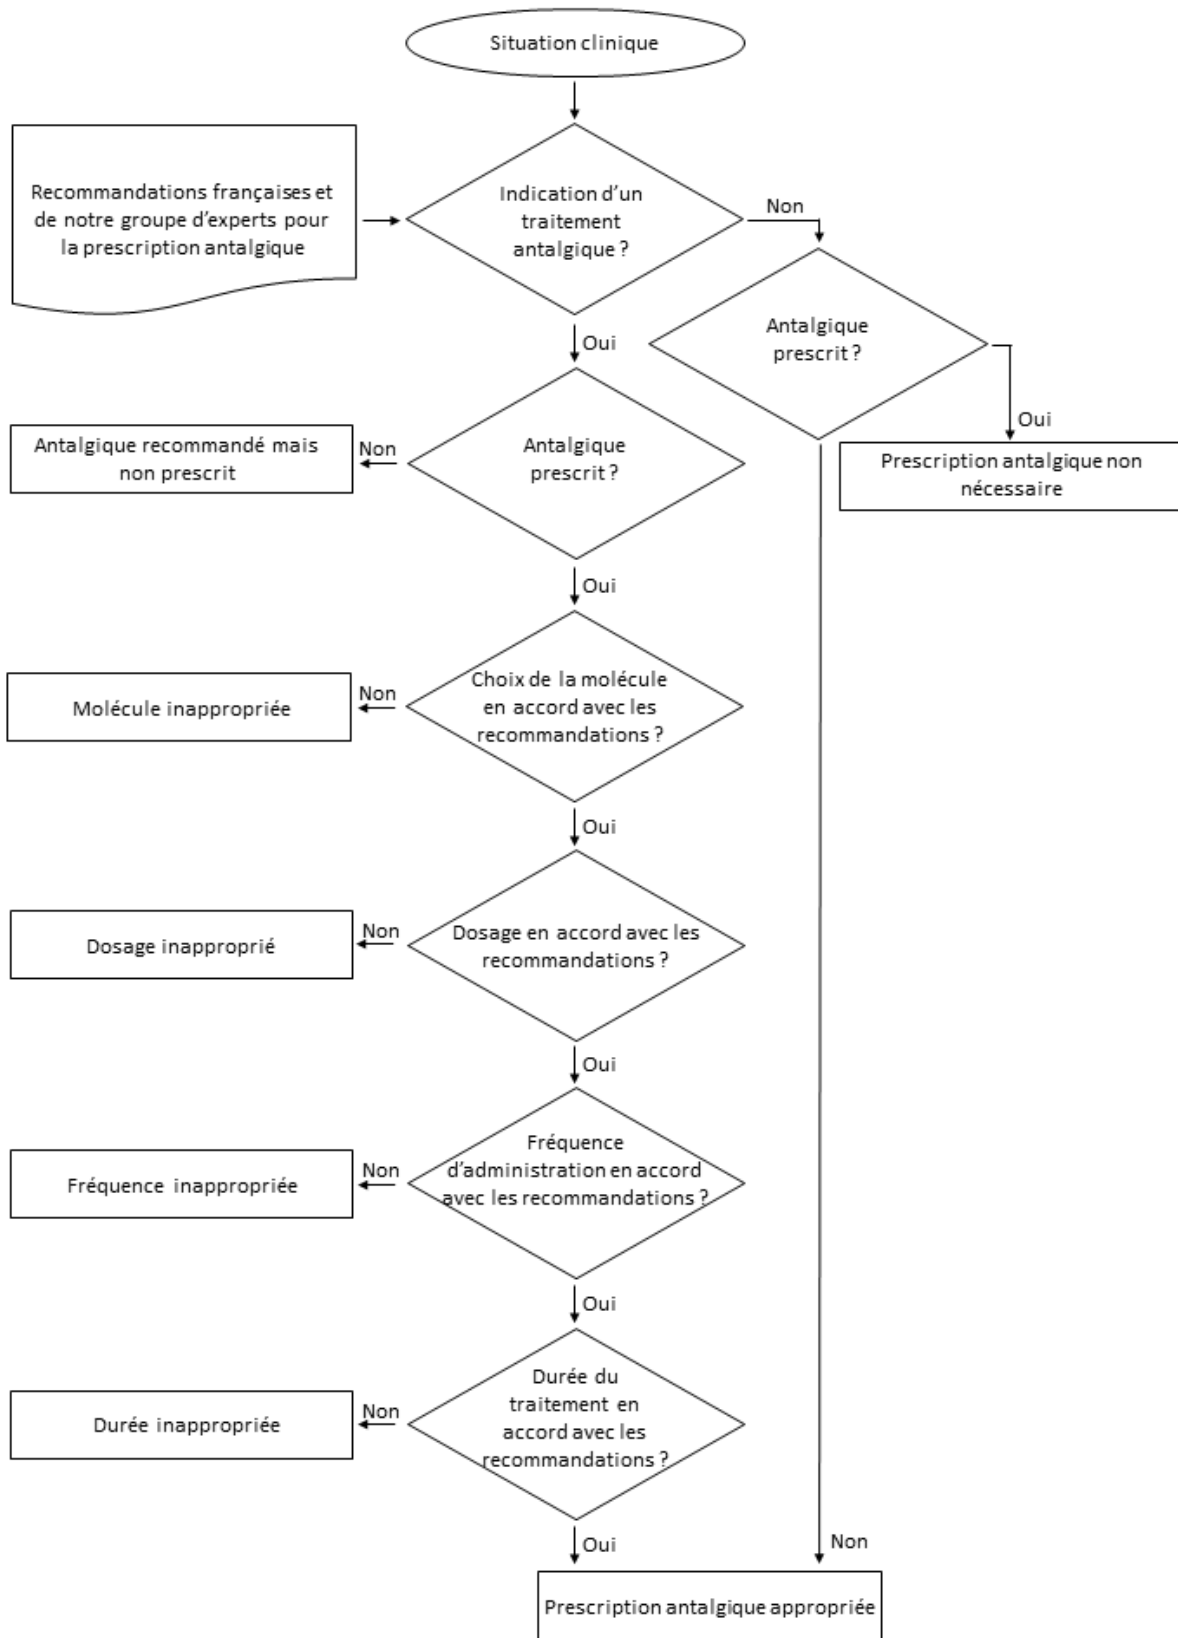 Situation clinique
Recommandations françaises et
de notre groupe d'experts pour
la prescription antalgique
Indication d'un
traitement
antalgique ?
Non
Oui
Antalgique
prescrit ?
Oui
Prescription antalgique non
nécessaire
Antalgique recommandé mais
non prescrit
Non
Antalgique
prescrit ?
Oui
Molécule inappropriée
Non
Choix de la molécule
en accord avec les
recommandations ?
Oui
Dosage inapproprié
Non
Dosage en accord avec les
recommandations ?
Oui
Fréquence inappropriée
Non
Fréquence
d'administration en accord
avec les recommandations ?
Oui
Durée inappropriée
Non
Durée du
traitement en
accord avec les
recommandations ?
Oui
Non
Prescription antalgique appropriée